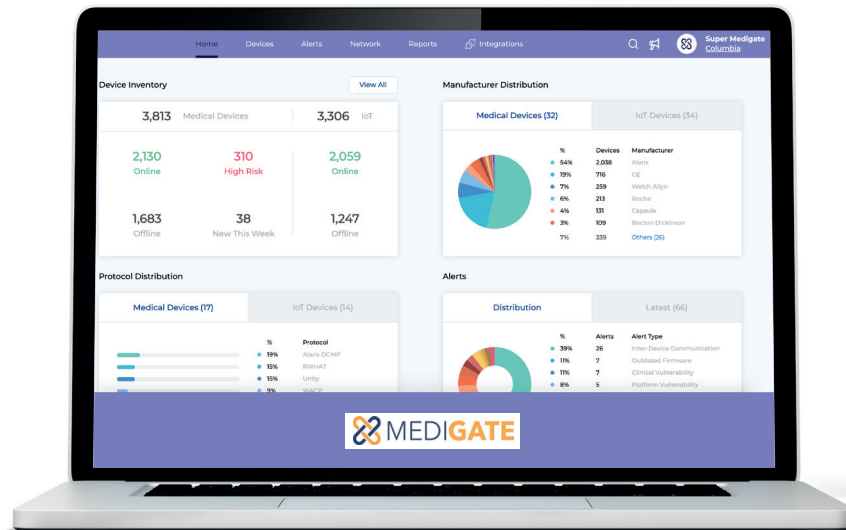 Home Devices Alerts Network Reports Integrations Super Medigate
Columbia
Device Inventory View All
3,813 Medical Devices 3,306 IoT
2,130 310 2,059
Online High Risk Online
1,683 38 1,247
Offline New This Week Offline
Manufacturer Distribution
Medical Devices (32) IoT Devices (34)
% Devices Manufacturer
54% 2,038 Alaris
19% 716 GE
7% 259 Welch Allyn
6% 213 Roche
4% 131 Capsule
3% 109 Becton Dickinson
7% 339 Others (26)
Protocol Distribution
Medical Devices (17) IoT Devices (14)
% Protocol
19% Alaris DCMP
15% RWHAT
15% Unity
9% WACP
Alerts
Distribution Latest (66)
% Alerts Alert Type
39% 26 Inter-Device Communication
11% 7 Outdated Firmware
11% 7 Clinical Vulnerability
8% 5 Platform Vulnerability
MEDIGATE